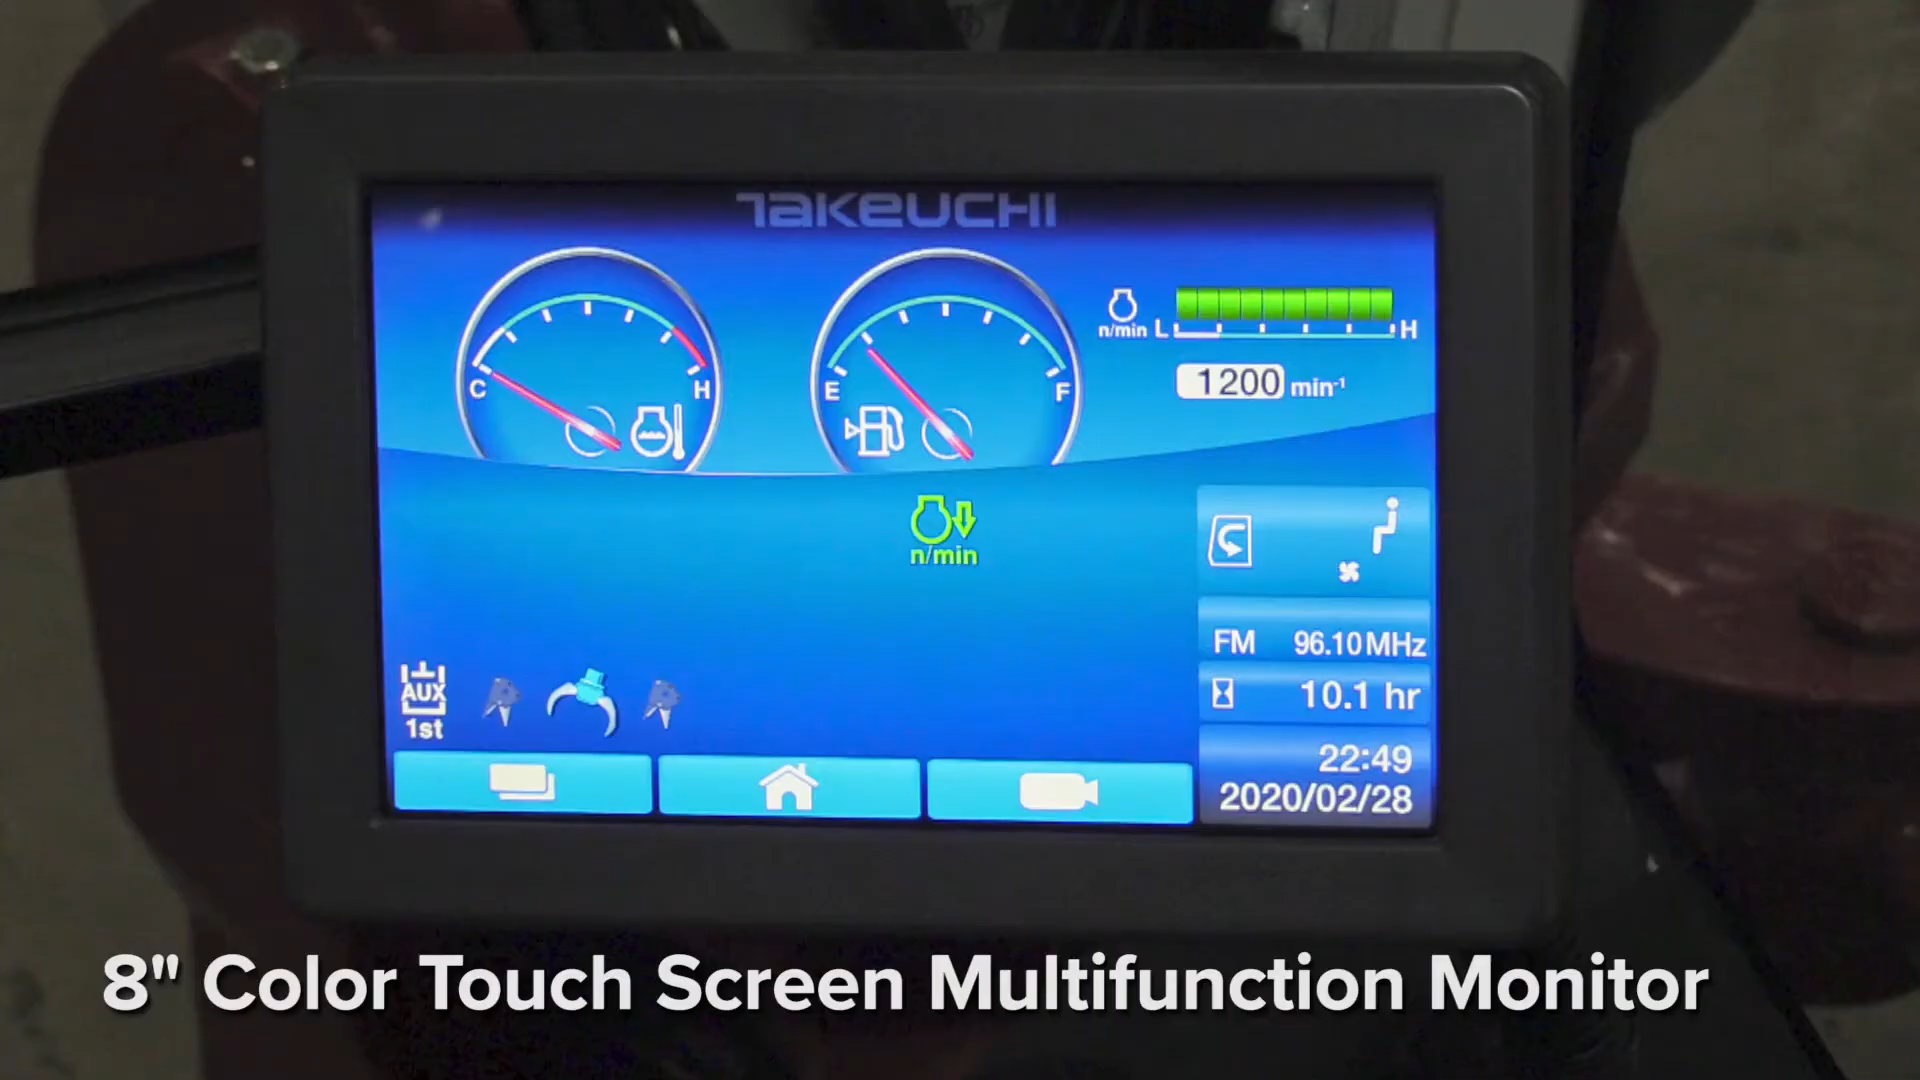 TAKEUCHI
C
H
E
F
n/min L H
1200 min-¹
n/min
FM 96.10 MHz
10.1 hr
AUX
1st
22:49
2020/02/28
8" Color Touch Screen Multifunction Monitor